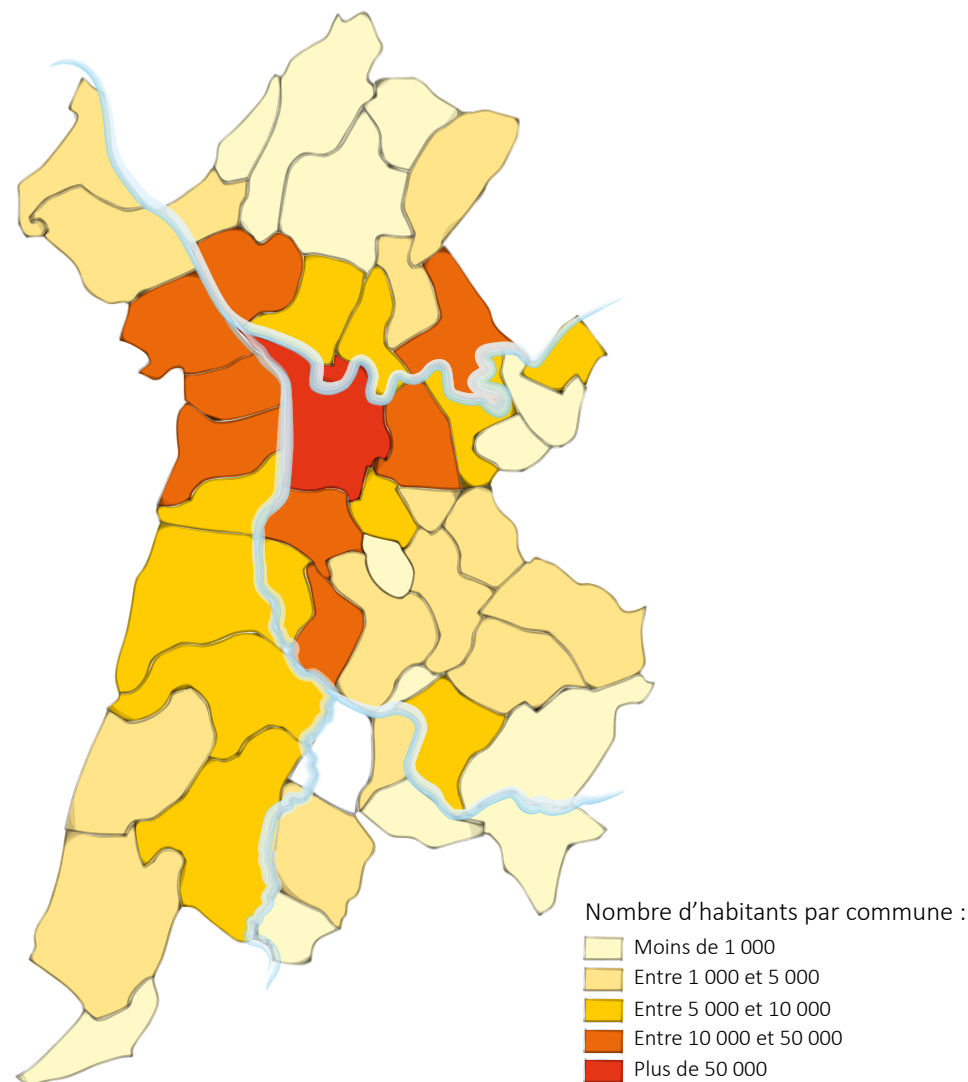 Nombre d’habitants par commune :
Moins de 1 000
Entre 1 000 et 5 000
Entre 5 000 et 10 000
Entre 10 000 et 50 000
Plus de 50 000